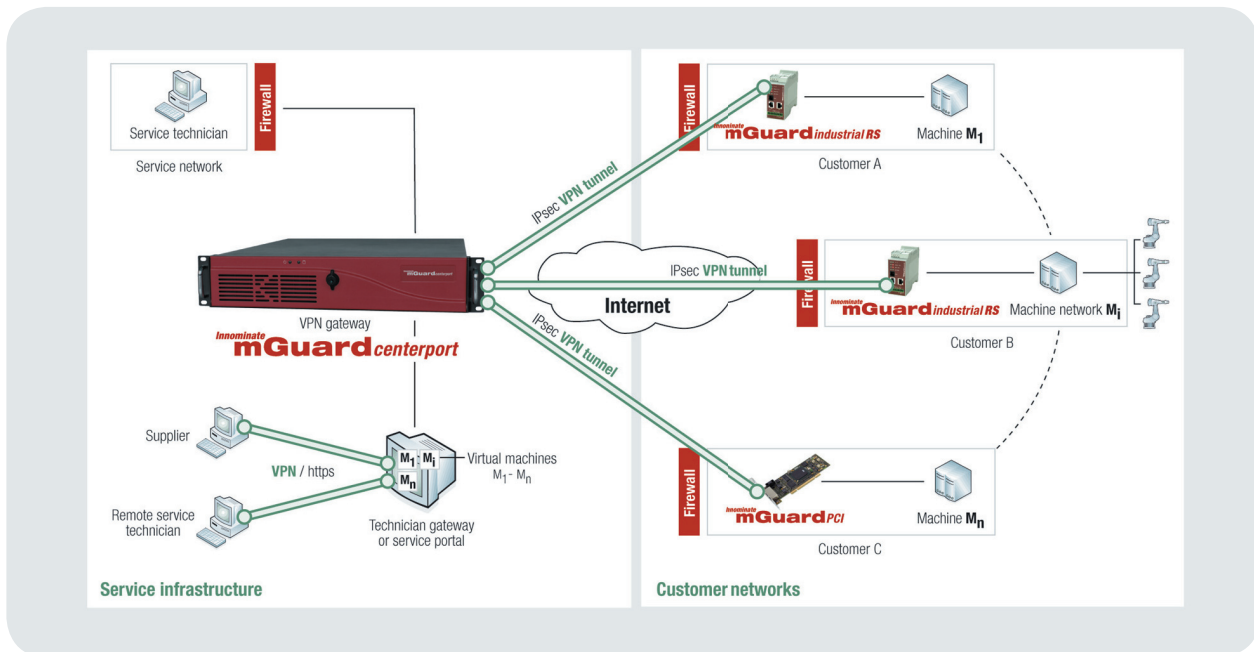 Service technician
Service network
Firewall
Innominate
mGuard centerport
VPN gateway
Innominate
mGuard centerport
Supplier
VPN / https
Remote service
technician
M1 Mi
Mn
Virtual machines
M1 - Mn
Technician gateway
or service portal
Service infrastructure
IPsec VPN tunnel
IPsec VPN tunnel
IPsec VPN tunnel
Internet
Firewall
Innominate
mGuard industrial RS
Machine M1
Customer A
Firewall
Innominate
mGuard industrial RS
Machine network Mi
Customer B
Firewall
Innominate
mGuard PCI
Machine Mn
Customer C
Customer networks